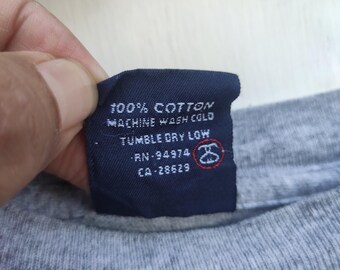 100% COTTON
MACHINE WASH COLD
TUMBLE DRY LOW
RN-94974
CA-28629